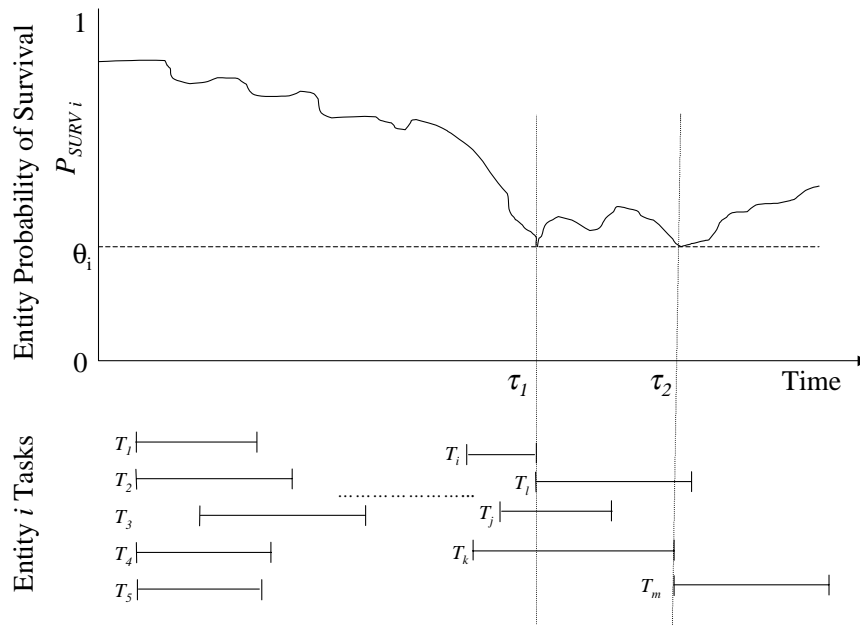 Entity Probability of Survival
P_SURV i
1
θ_i
0
τ_1
τ_2
Time
Entity i Tasks
T_1
T_2
T_3
T_4
T_5
.......................
T_i
T_l
T_j
T_k
T_m